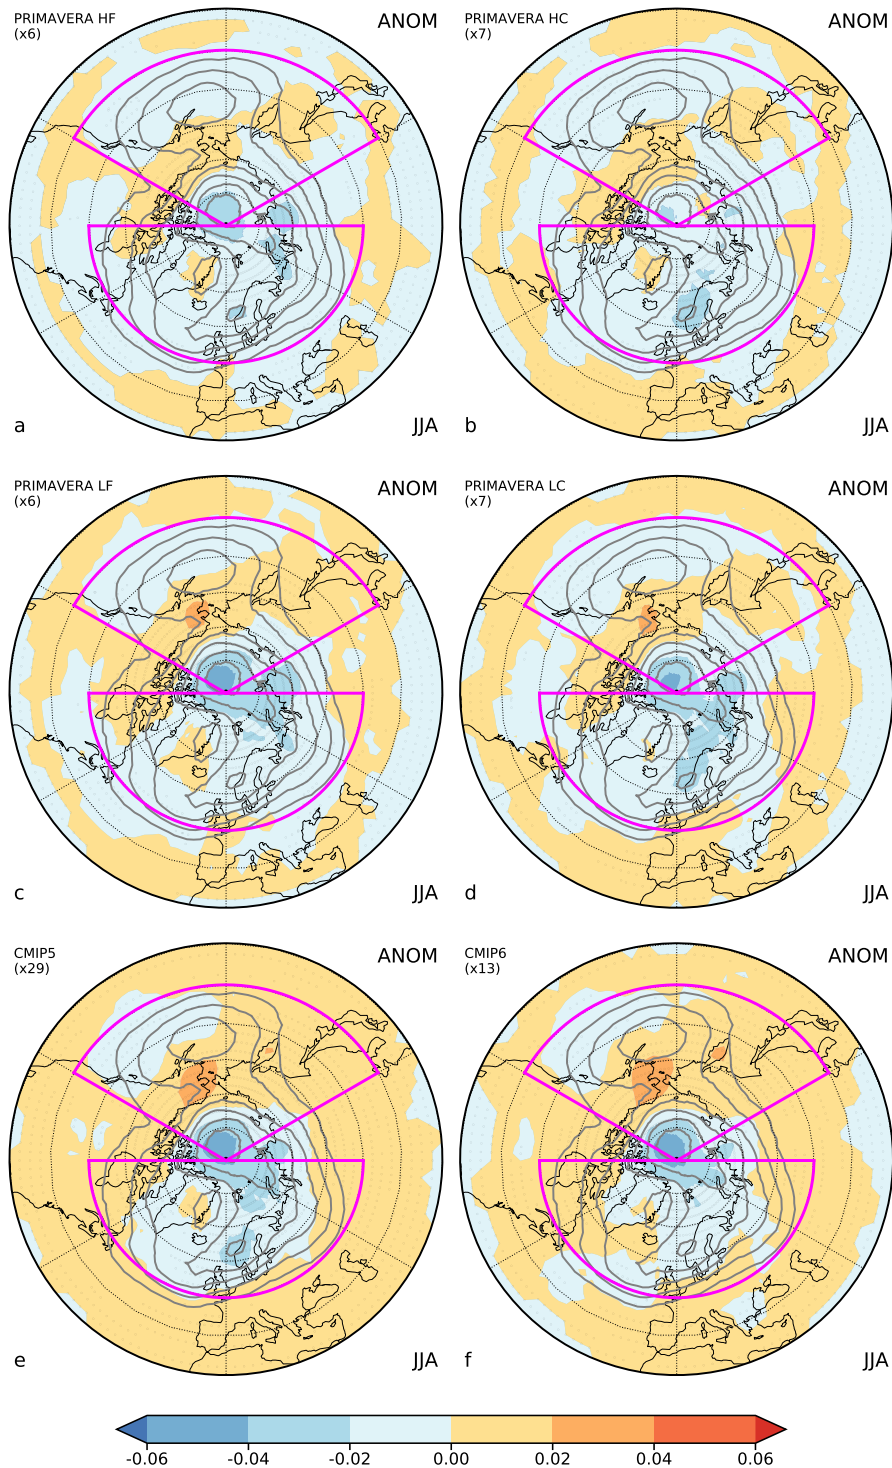 PRIMAVERA HF
(x6)
ANOM
a
JJA
PRIMAVERA HC
(x7)
ANOM
b
JJA
PRIMAVERA LF
(x6)
ANOM
c
JJA
PRIMAVERA LC
(x7)
ANOM
d
JJA
CMIP5
(x29)
ANOM
e
JJA
CMIP6
(x13)
ANOM
f
JJA
-0.06 -0.04 -0.02 0.00 0.02 0.04 0.06